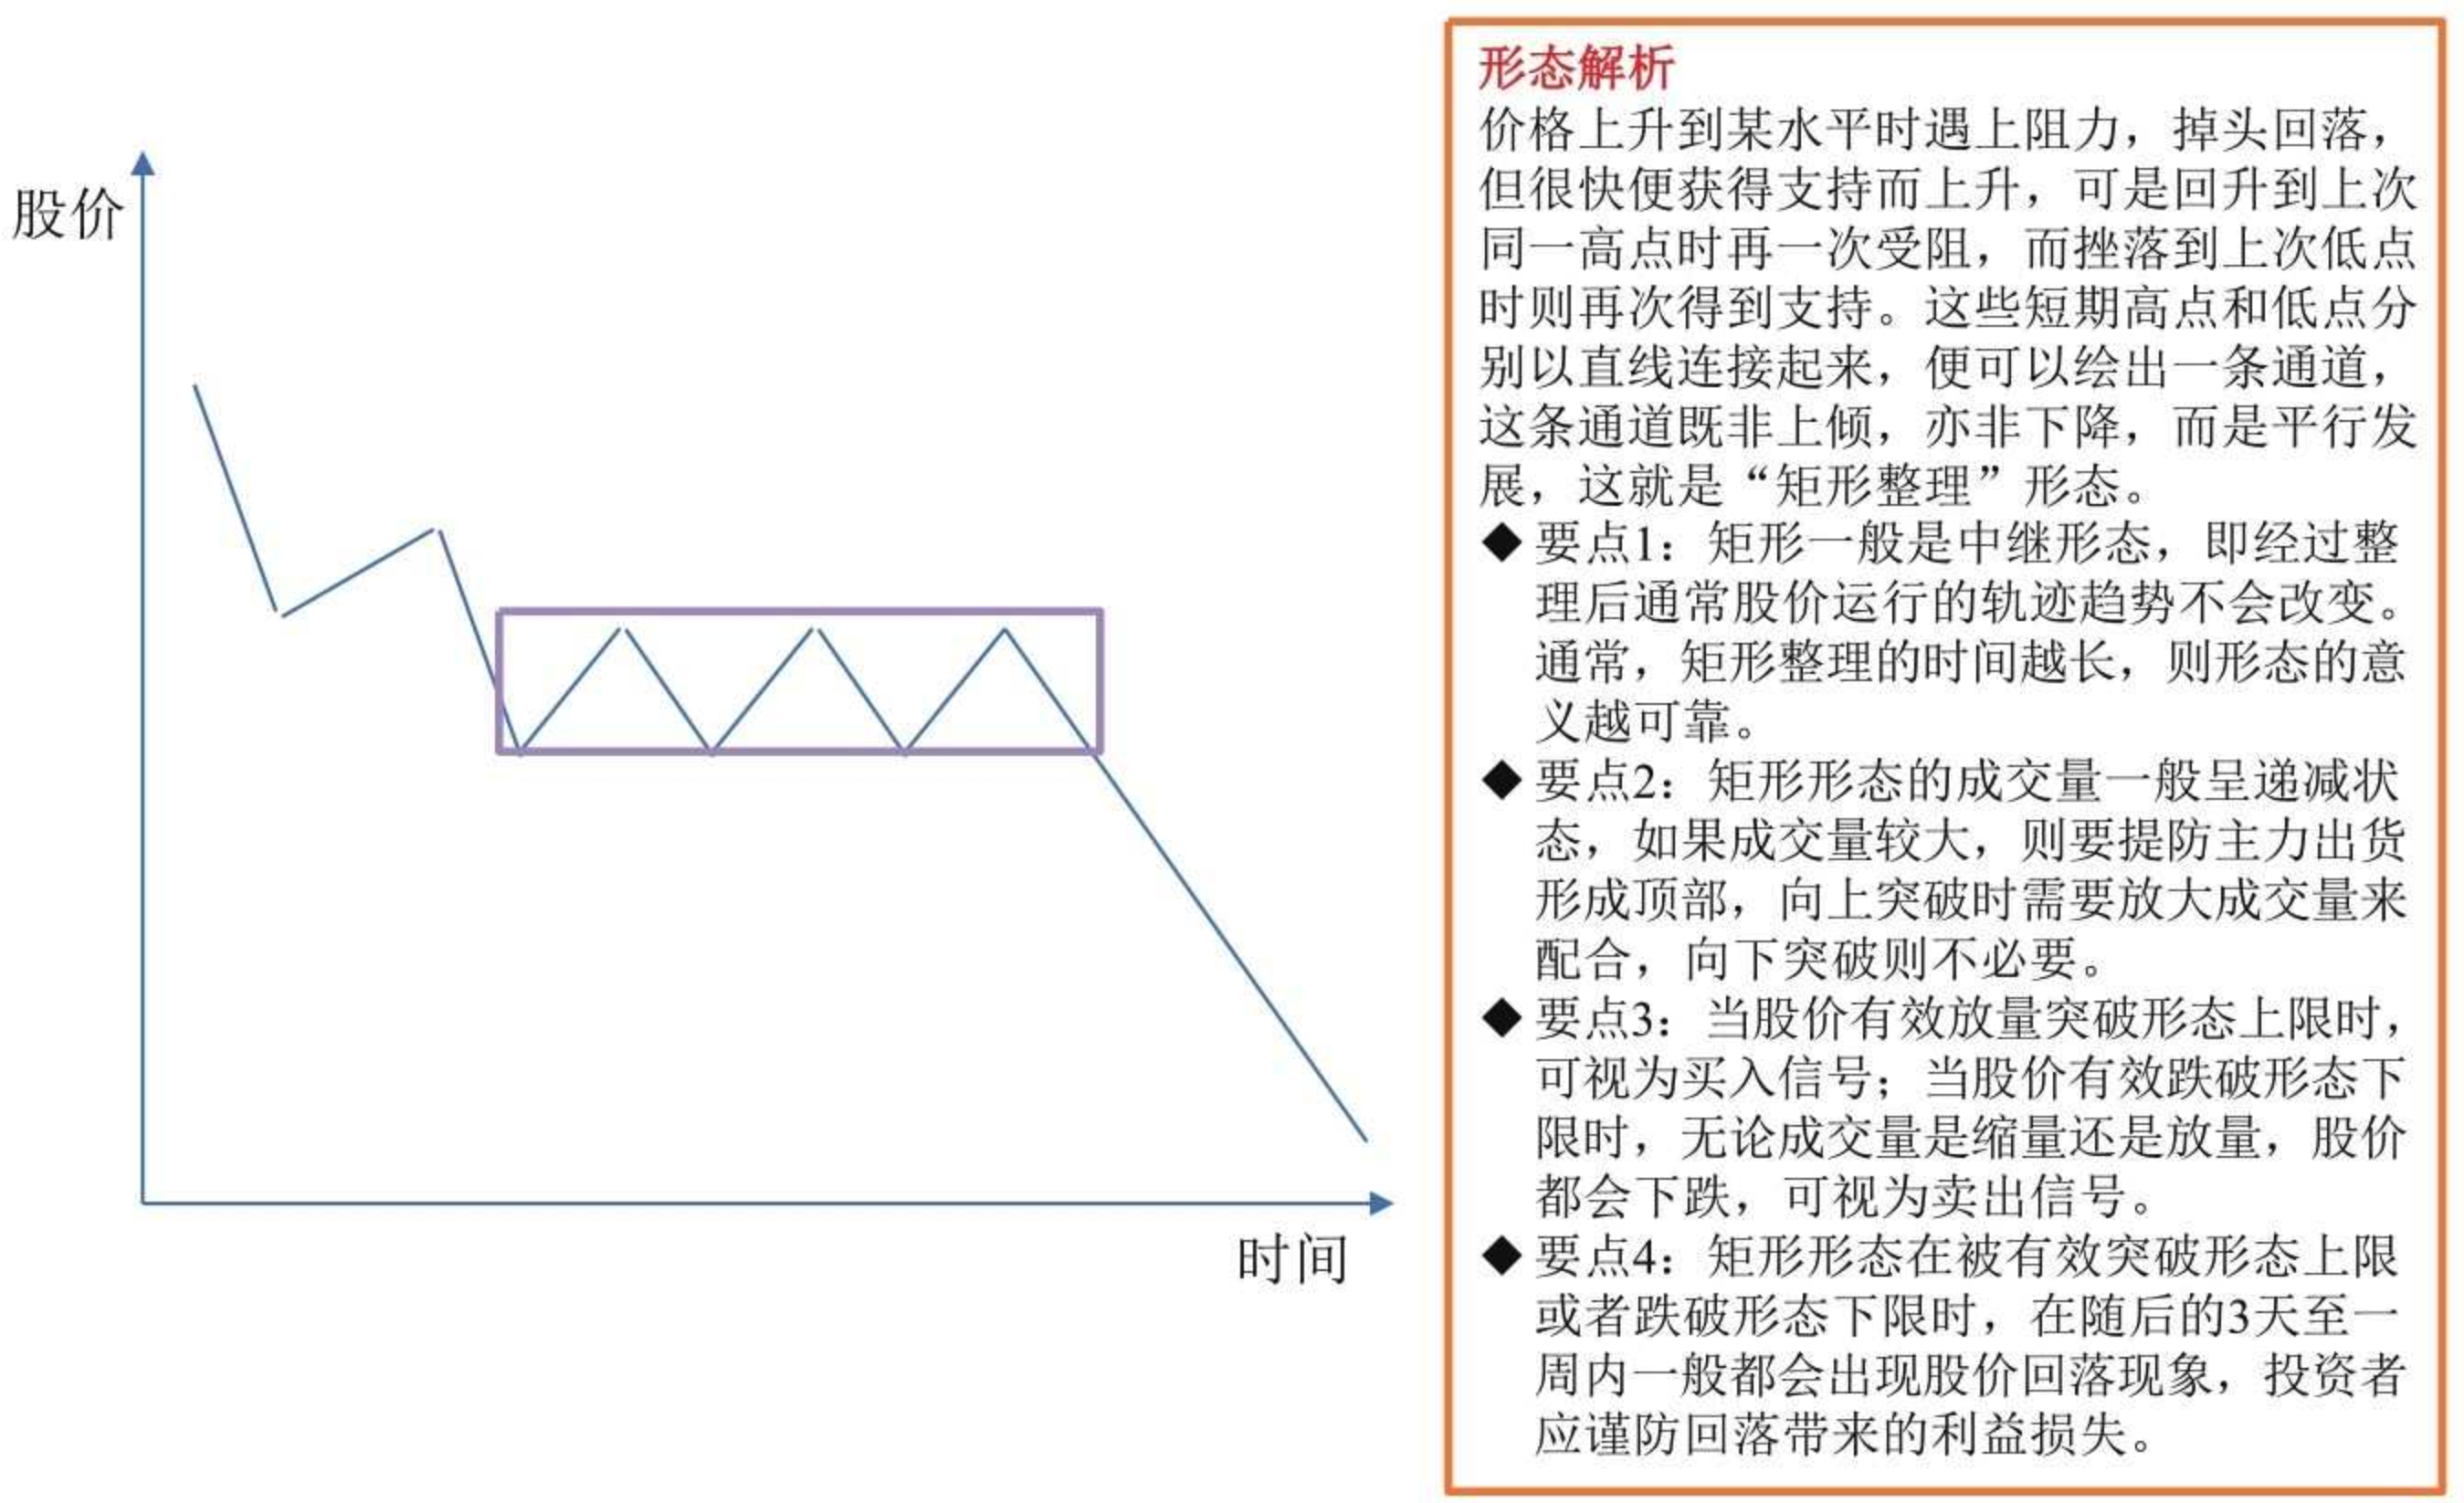 股价
时间
形态解析
价格上升到某水平时遇上阻力，掉头回落，
但很快便获得支持而上升，可是回升到上次
同一高点时再一次受阻，而挫落到上次低点
时则再次得到支持。这些短期高点和低点分
别以直线连接起来，便可以绘出一条通道，
这条通道既非上倾，亦非下降，而是平行发
展，这就是“矩形整理”形态。
◆ 要点1：矩形一般是中继形态，即经过整
理后通常股价运行的轨迹趋势不会改变。
通常，矩形整理的时间越长，则形态的意
义越可靠。
◆ 要点2：矩形形态的成交量一般呈递减状
态，如果成交量较大，则要提防主力出货
形成顶部，向上突破时需要放大成交量来
配合，向下突破则不必要。
◆ 要点3：当股价有效放量突破形态上限时，
可视为买入信号；当股价有效跌破形态下
限时，无论成交量是缩量还是放量，股价
都会下跌，可视为卖出信号。
◆ 要点4：矩形形态在被有效突破形态上限
或者跌破形态下限时，在随后的3天至一
周内一般都会出现股价回落现象，投资者
应谨防回落带来的利益损失。